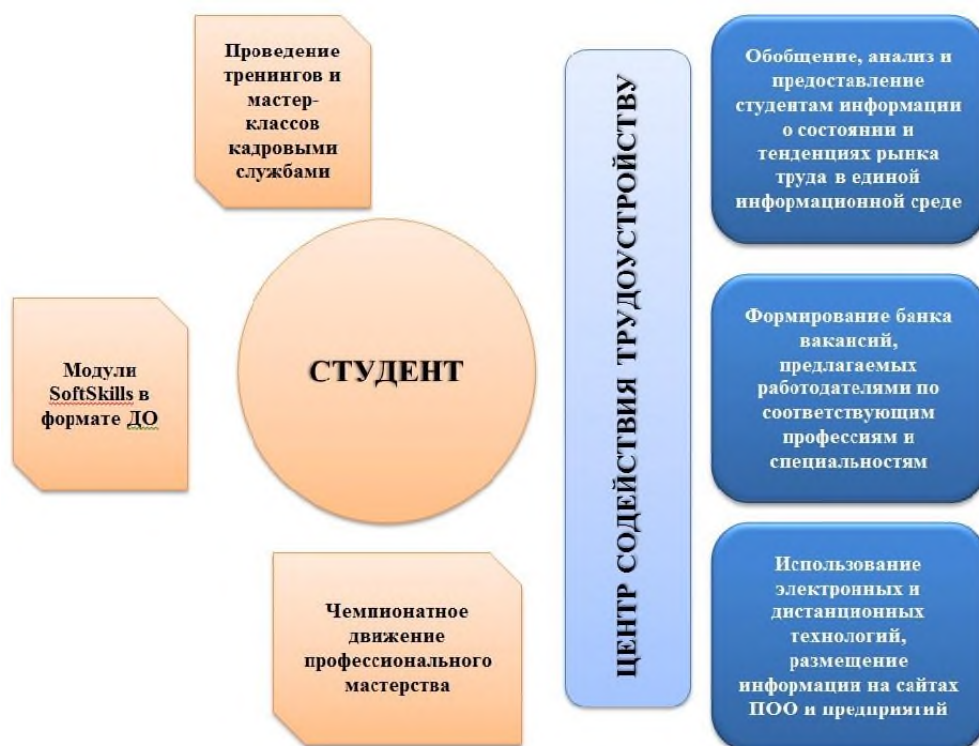 Проведение
тренингов и
мастер-
классов
кадровыми
службами
Модули
SoftSkills в
формате ДО
СТУДЕНТ
Чемпионатное
движение
профессионального
мастерства
ЦЕНТР СОДЕЙСТВИЯ ТРУДОУСТРОЙСТВУ
Обобщение, анализ и
предоставление
студентам информации
о состоянии и
тенденциях рынка
труда в единой
информационной среде
Формирование банка
вакансий,
предлагаемых
работодателями по
соответствующим
профессиям и
специальностям
Использование
электронных и
дистанционных
технологий,
размещение
информации на сайтах
ПОО и предприятий